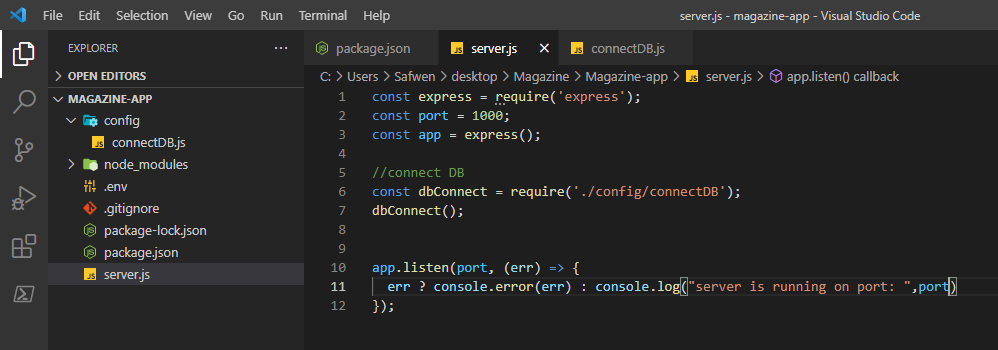 File Edit Selection View Go Run Terminal Help server.js - magazine-app - Visual Studio Code
EXPLORER
OPEN EDITORS
MAGAZINE-APP
config
JS connectDB.js
node_modules
.env
.gitignore
package-lock.json
package.json
JS server.js
package.json JS server.js JS connectDB.js
C: > Users > Safwen > desktop > Magazine > Magazine-app > JS server.js > app.listen() callback
1 const express = require('express');
2 const port = 1000;
3 const app = express();
4
5 //connect DB
6 const dbConnect = require('./config/connectDB');
7 dbConnect();
8
9
10 app.listen(port, (err) => {
11 err ? console.error(err) : console.log("server is running on port: ",port)
12 });